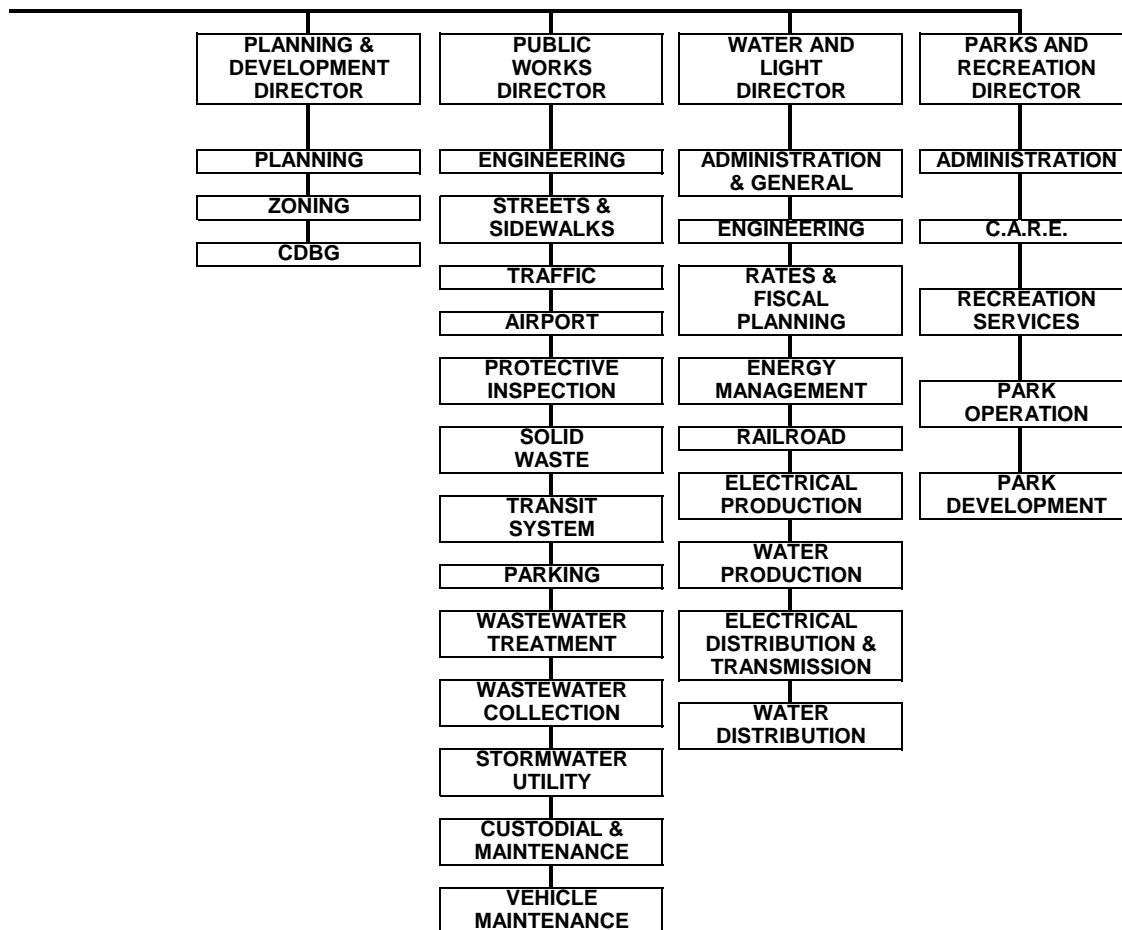 PLANNING &
DEVELOPMENT
DIRECTOR
PLANNING
ZONING
CDBG
PUBLIC
WORKS
DIRECTOR
ENGINEERING
STREETS &
SIDEWALKS
TRAFFIC
AIRPORT
PROTECTIVE
INSPECTION
SOLID
WASTE
TRANSIT
SYSTEM
PARKING
WASTEWATER
TREATMENT
WASTEWATER
COLLECTION
STORMWATER
UTILITY
CUSTODIAL &
MAINTENANCE
VEHICLE
MAINTENANCE
WATER AND
LIGHT
DIRECTOR
ADMINISTRATION
& GENERAL
ENGINEERING
RATES &
FISCAL
PLANNING
ENERGY
MANAGEMENT
RAILROAD
ELECTRICAL
PRODUCTION
WATER
PRODUCTION
ELECTRICAL
DISTRIBUTION &
TRANSMISSION
WATER
DISTRIBUTION
PARKS AND
RECREATION
DIRECTOR
ADMINISTRATION
C.A.R.E.
RECREATION
SERVICES
PARK
OPERATION
PARK
DEVELOPMENT